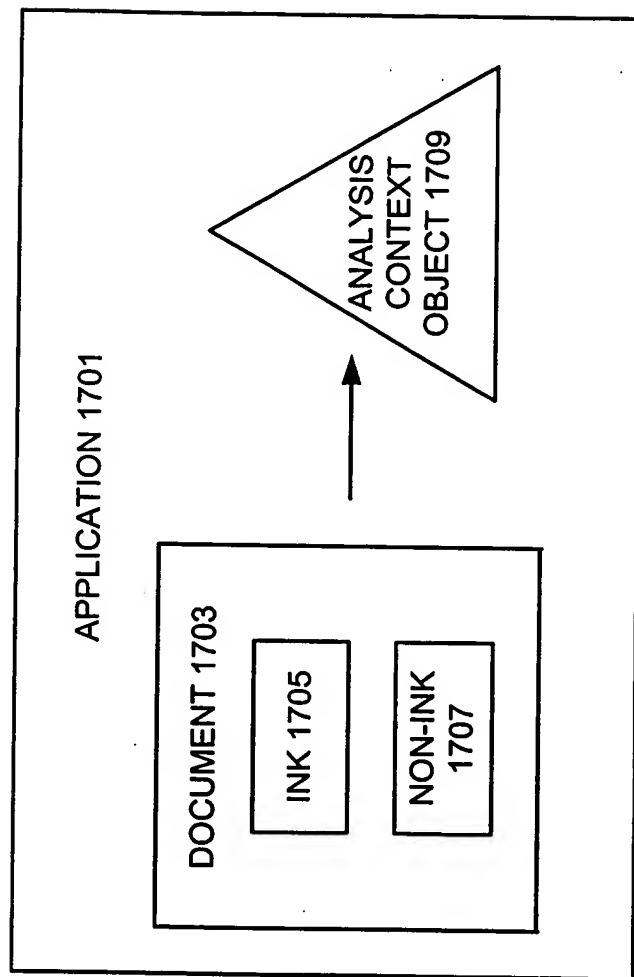 APPLICATION 1701
DOCUMENT 1703
INK 1705
NON-INK
1707
ANALYSIS
CONTEXT
OBJECT 1709